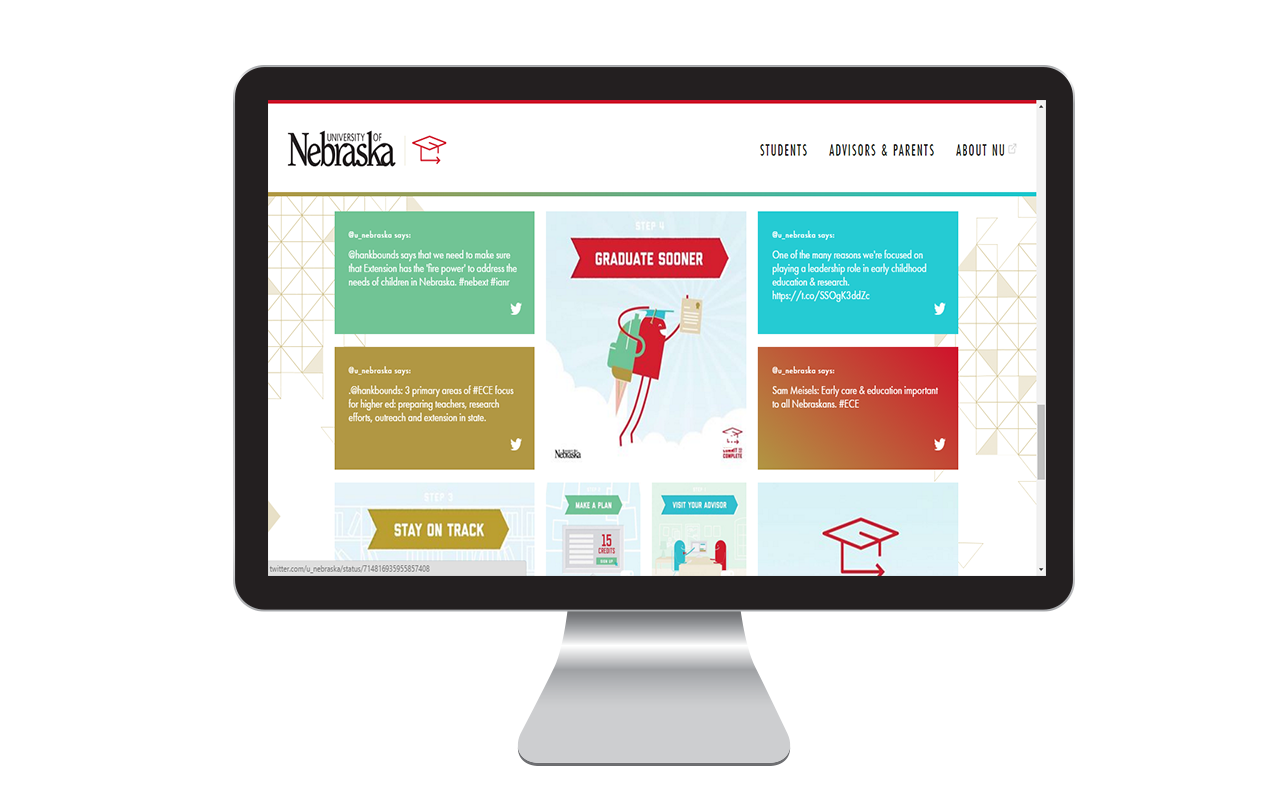 UNIVERSITY OF
Nebraska
STUDENTS
ADVISORS & PARENTS
ABOUT NU
@u_nebraska says:
@hankbounds says that we need to make sure
that Extension has the 'fire power' to address the
needs of children in Nebraska. #nebext #ianr
STEP 4
GRADUATE SOONER
@u_nebraska says:
One of the many reasons we're focused on
playing a leadership role in early childhood
education & research.
https://t.co/SSOgK3ddZc
@u_nebraska says:
.@hankbounds: 3 primary areas of #ECE focus
for higher ed: preparing teachers, research
efforts, outreach and extension in state.
Nebraska
COMPLETE
@u_nebraska says:
Sam Meisels: Early care & education important
to all Nebraskans. #ECE
STEP 3
STAY ON TRACK
MAKE A PLAN
15
CREDITS
SIGN UP
VISIT YOUR ADVISOR
twitter.com/u_nebraska/status/714816935955857408